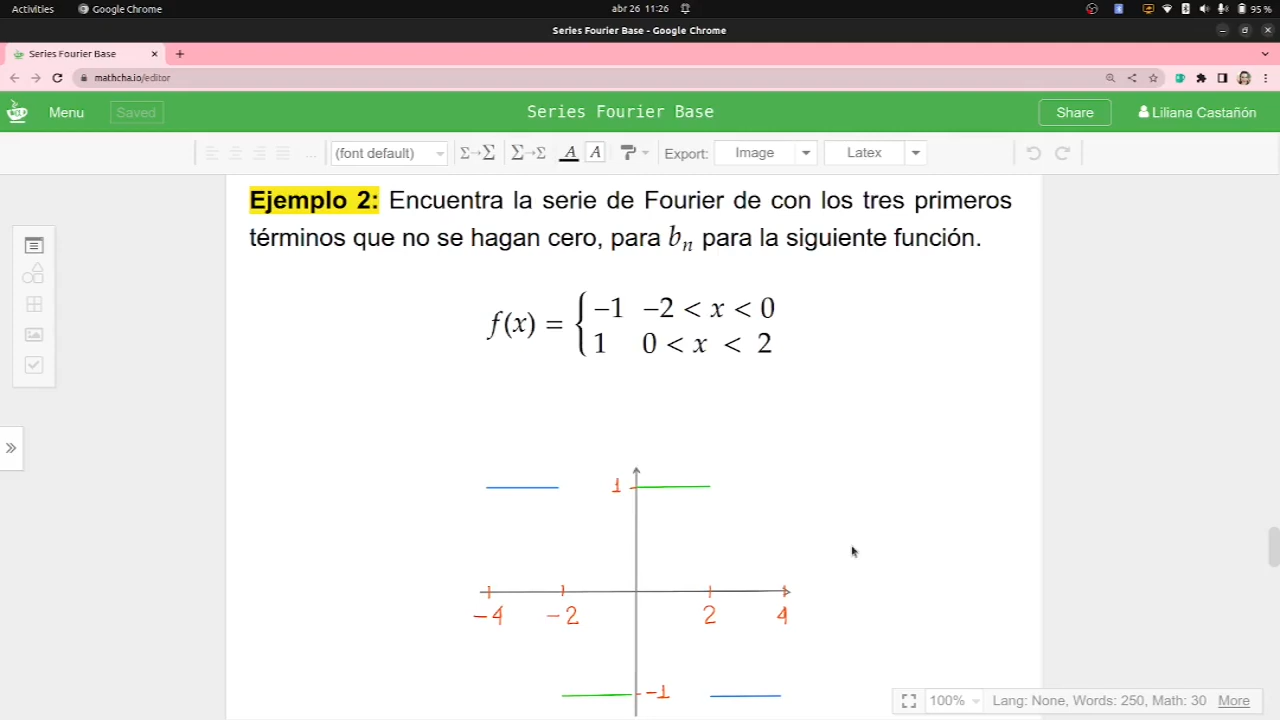 Activities Google Chrome abr 26 11:26 95 %
Series Fourier Base - Google Chrome
Series Fourier Base
mathcha.io/editor
Menu Saved Series Fourier Base Share Liliana Castañón
... (font default) Σ→Σ Σ→Σ A A Export: Image Latex
Ejemplo 2: Encuentra la serie de Fourier de con los tres primeros
términos que no se hagan cero, para bₙ para la siguiente función.
f(x) = { −1 −2 < x < 0
1 0 < x < 2
1
−4 −2 2 4
−1
100% Lang: None, Words: 250, Math: 30 More